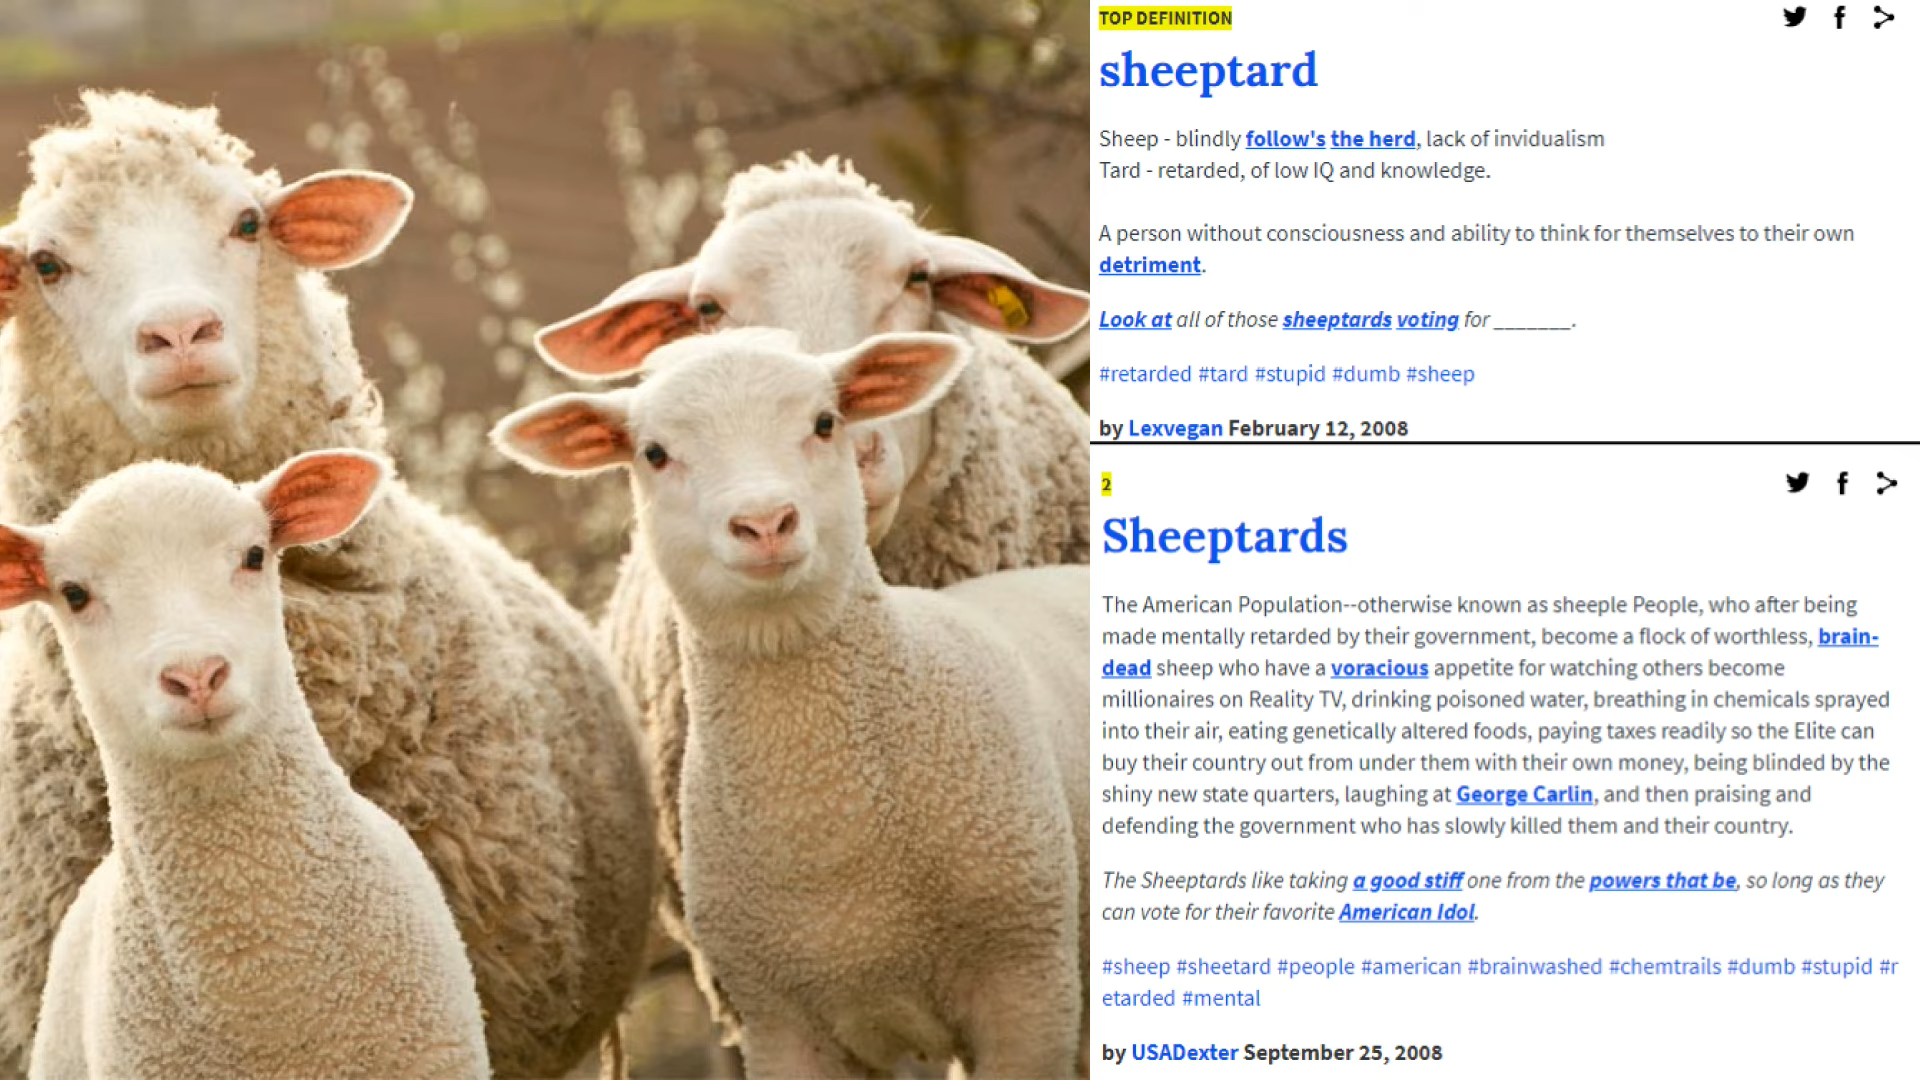 TOP DEFINITION
sheeptard
Sheep - blindly follow's the herd, lack of invidualism
Tard - retarded, of low IQ and knowledge.
A person without consciousness and ability to think for themselves to their own
detriment.
Look at all of those sheeptards voting for _______.
#retarded #tard #stupid #dumb #sheep
by Lexvegan February 12, 2008
2
Sheeptards
The American Population--otherwise known as sheeple People, who after being
made mentally retarded by their government, become a flock of worthless, brain-
dead sheep who have a voracious appetite for watching others become
millionaires on Reality TV, drinking poisoned water, breathing in chemicals sprayed
into their air, eating genetically altered foods, paying taxes readily so the Elite can
buy their country out from under them with their own money, being blinded by the
shiny new state quarters, laughing at George Carlin, and then praising and
defending the government who has slowly killed them and their country.
The Sheeptards like taking a good stiff one from the powers that be, so long as they
can vote for their favorite American Idol.
#sheep #sheetard #people #american #brainwashed #chemtrails #dumb #stupid #r
etarded #mental
by USADexter September 25, 2008